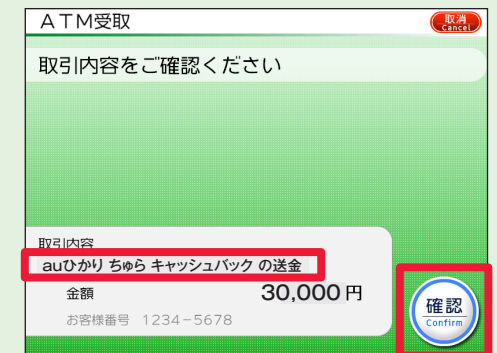 ATM受取
取消
Cancel
取引内容をご確認ください
取引内容
auひかり ちゅら キャッシュバック の送金
金額 30,000 円
お客様番号 1234-5678
確認
Confirm